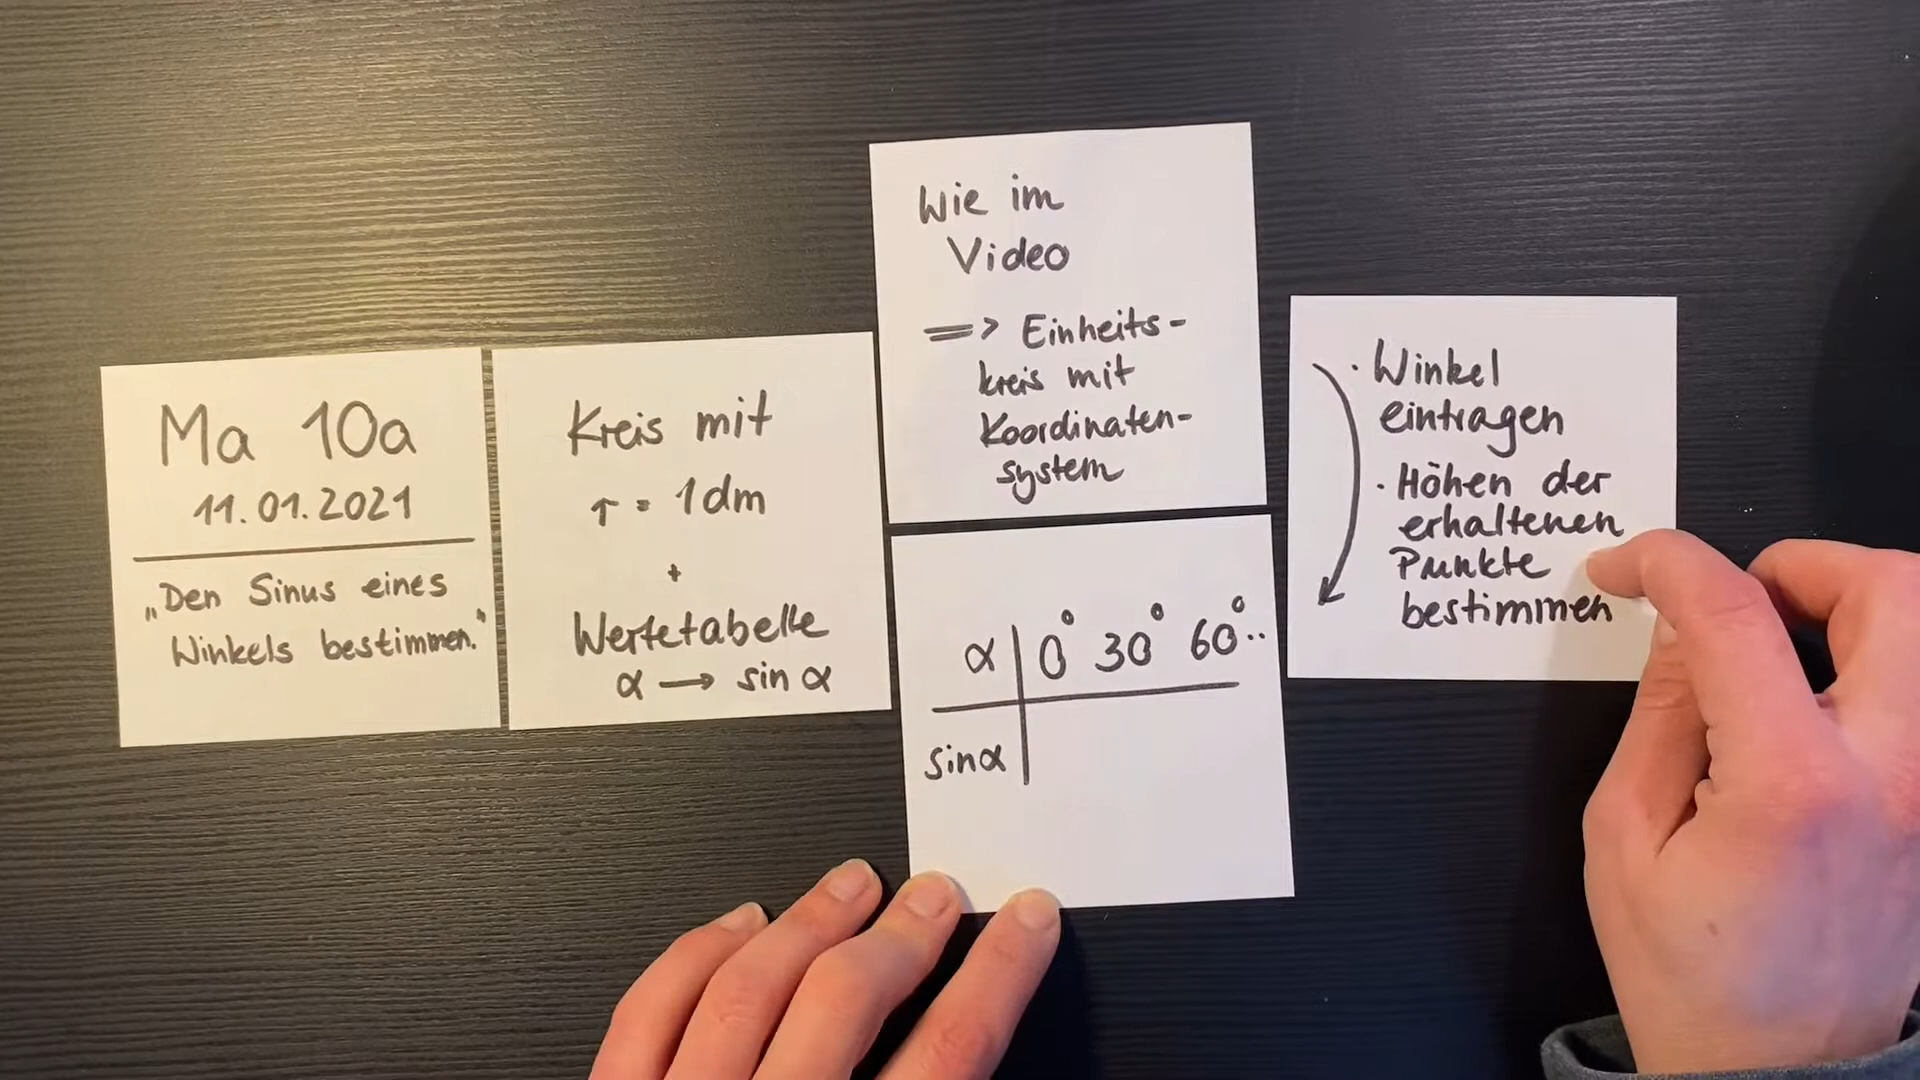 Ma 10a
11.01.2021
„Den Sinus eines
Winkels bestimmen.“
Kreis mit
r = 1dm
+
Wertetabelle
α → sin α
Wie im
Video
=> Einheits-
kreis mit
Koordinaten-
system
α | 0° 30° 60°..
sinα |
· Winkel
eintragen
· Höhen der
erhaltenen
Punkte
bestimmen